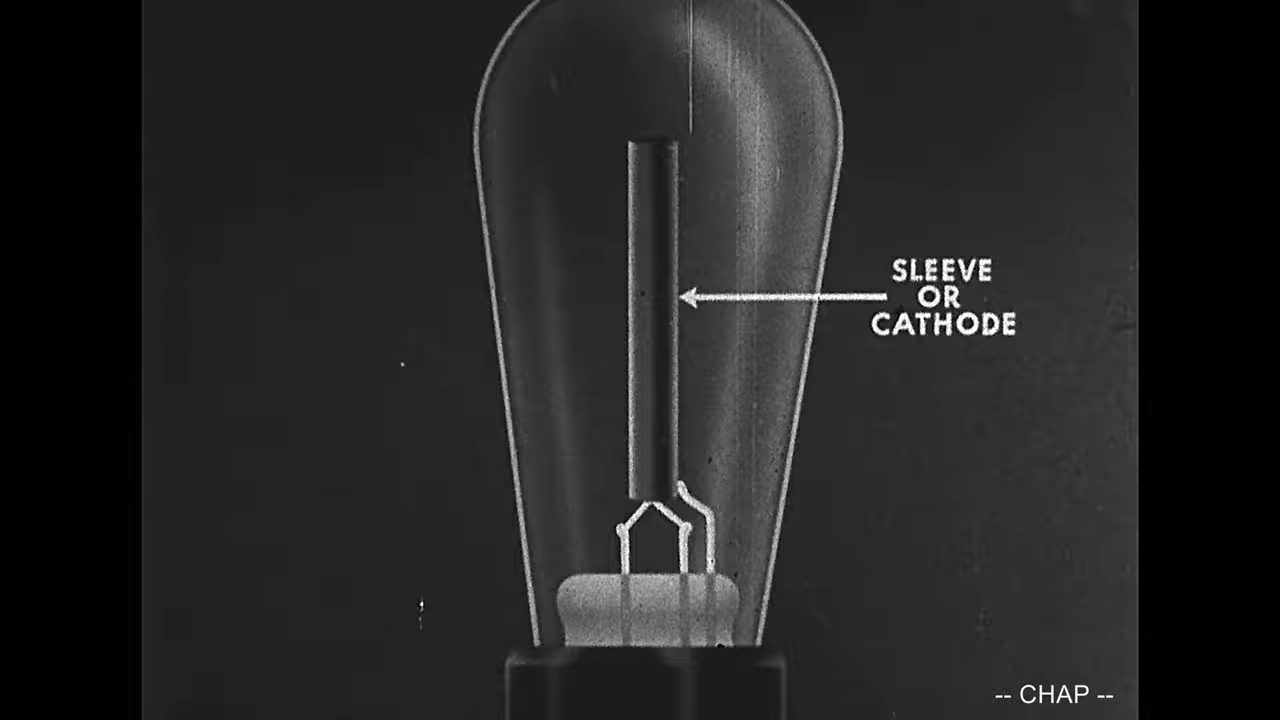 SLEEVE
OR
CATHODE
-- CHAP --